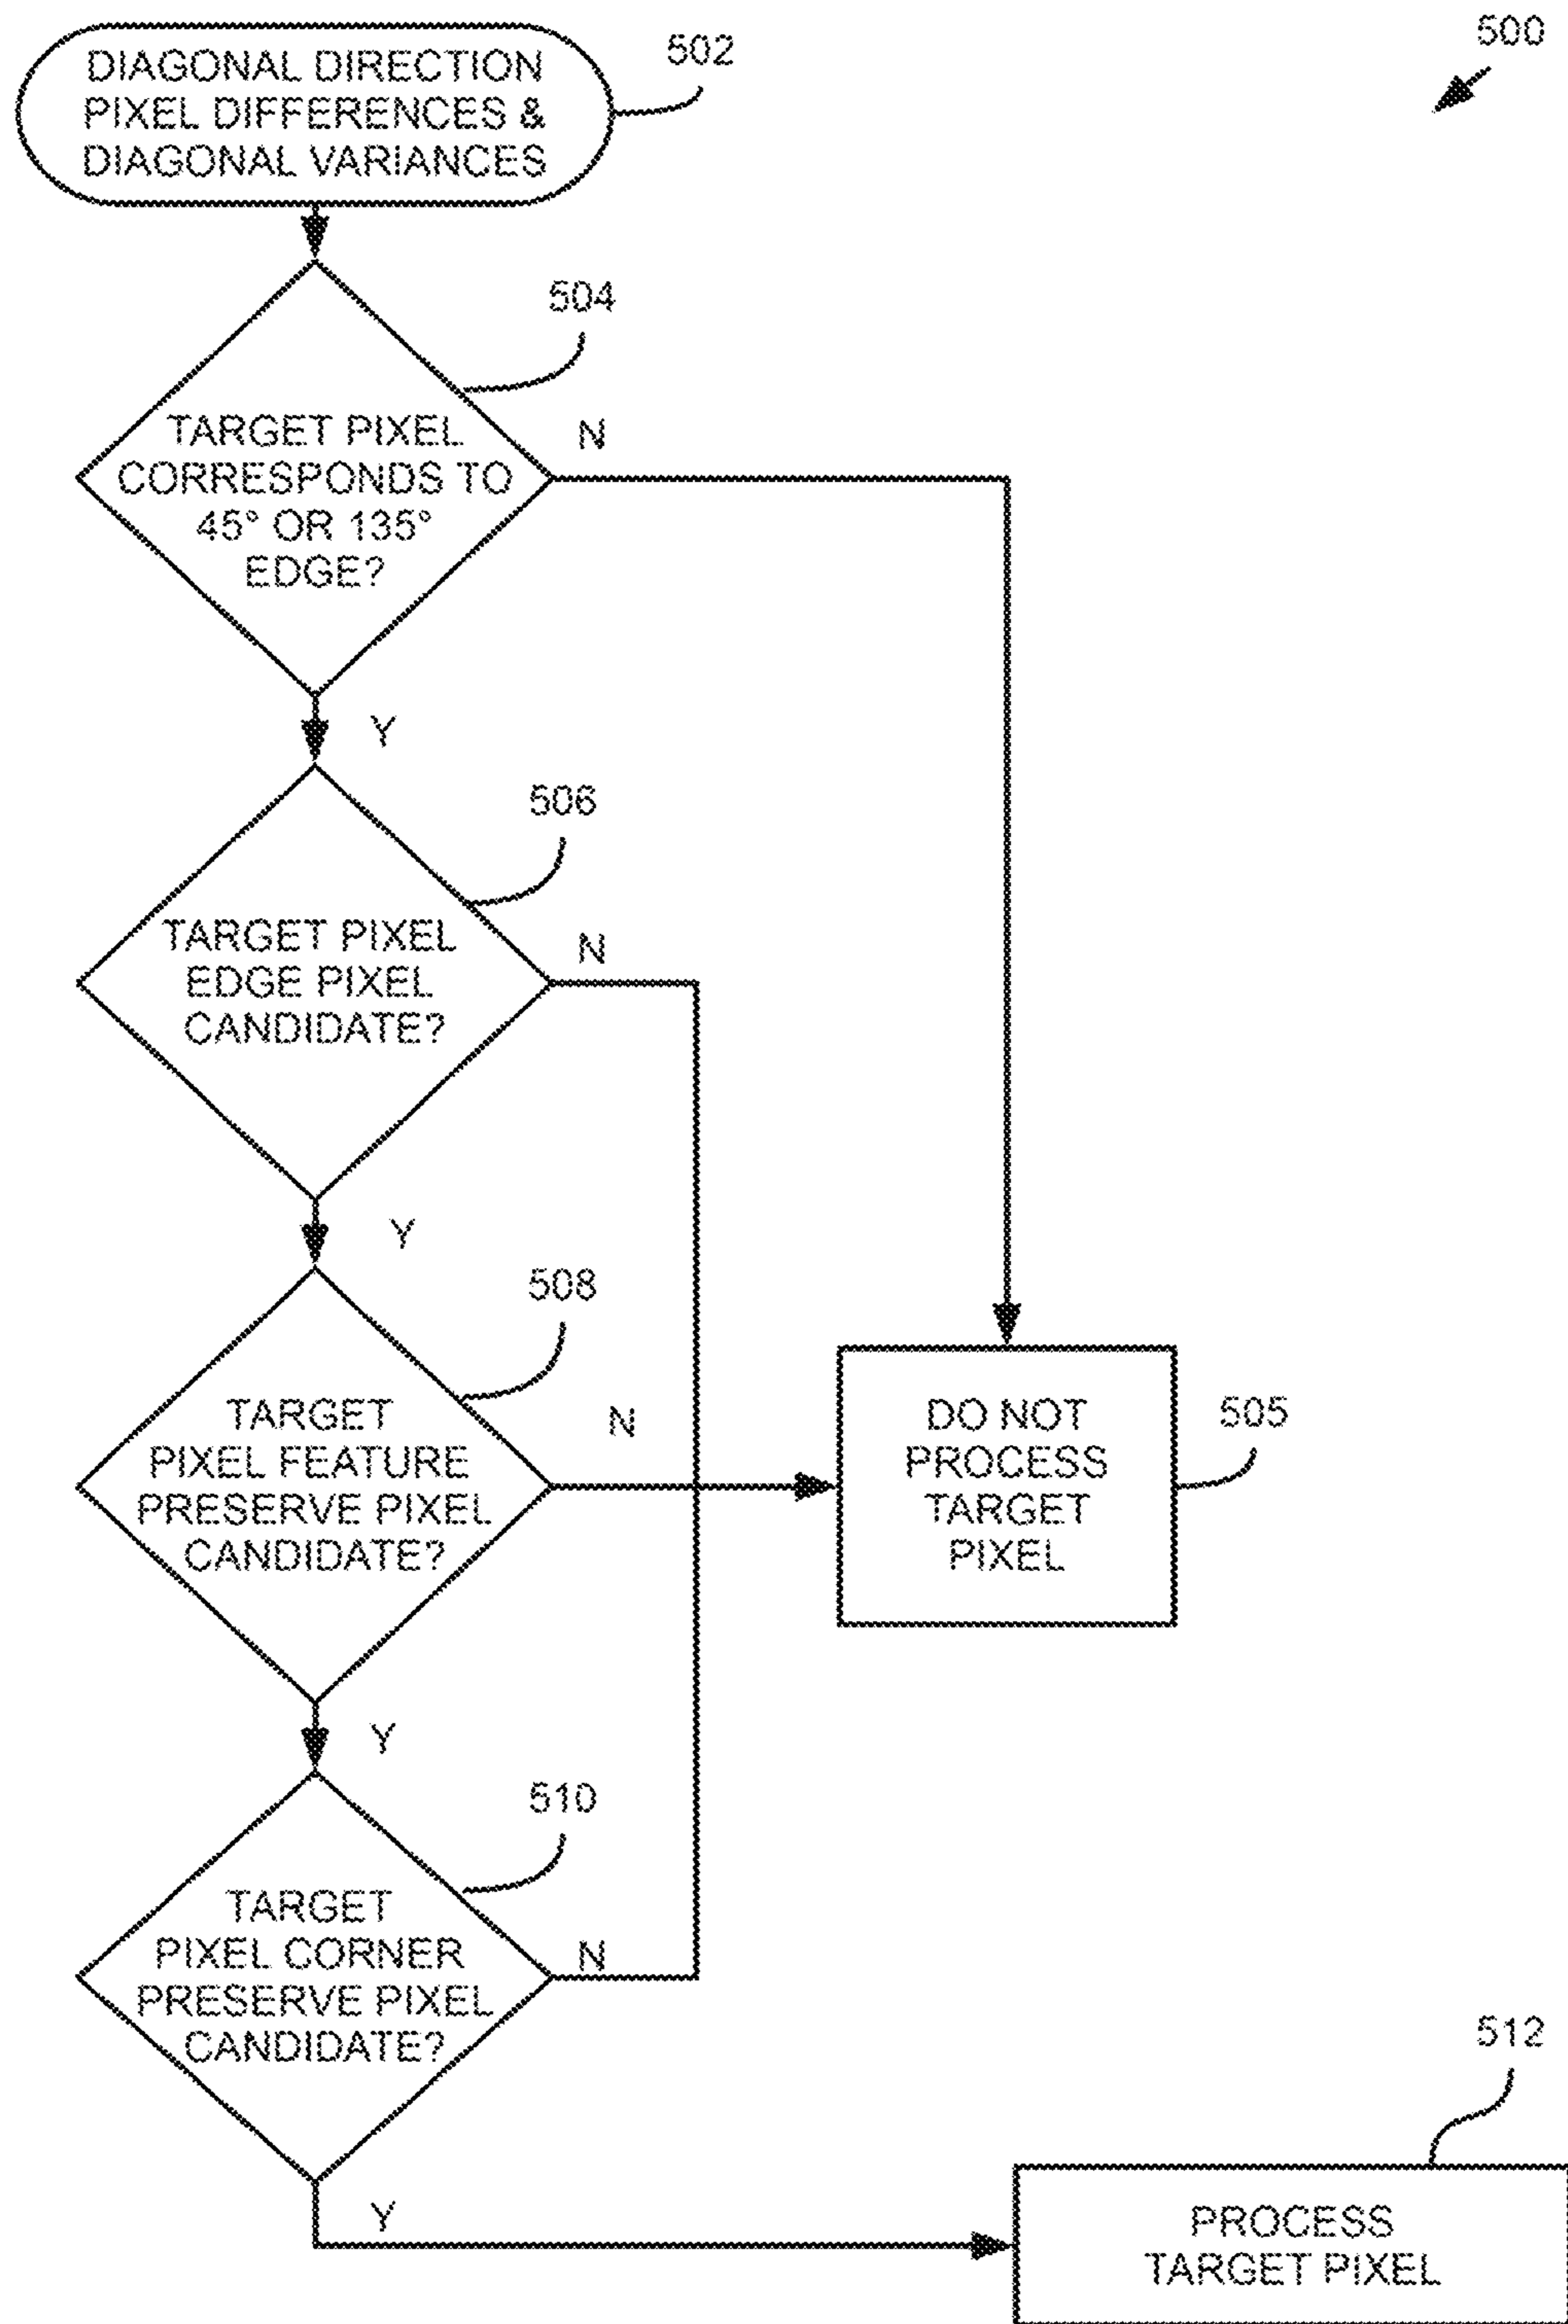 500
DIAGONAL DIRECTION
PIXEL DIFFERENCES &
DIAGONAL VARIANCES
502
504
TARGET PIXEL
CORRESPONDS TO
45° OR 135°
EDGE?
N
Y
506
TARGET PIXEL
EDGE PIXEL
CANDIDATE?
N
Y
508
TARGET
PIXEL FEATURE
PRESERVE PIXEL
CANDIDATE?
N
DO NOT
PROCESS
TARGET
PIXEL
505
Y
510
TARGET
PIXEL CORNER
PRESERVE PIXEL
CANDIDATE?
N
Y
512
PROCESS
TARGET PIXEL